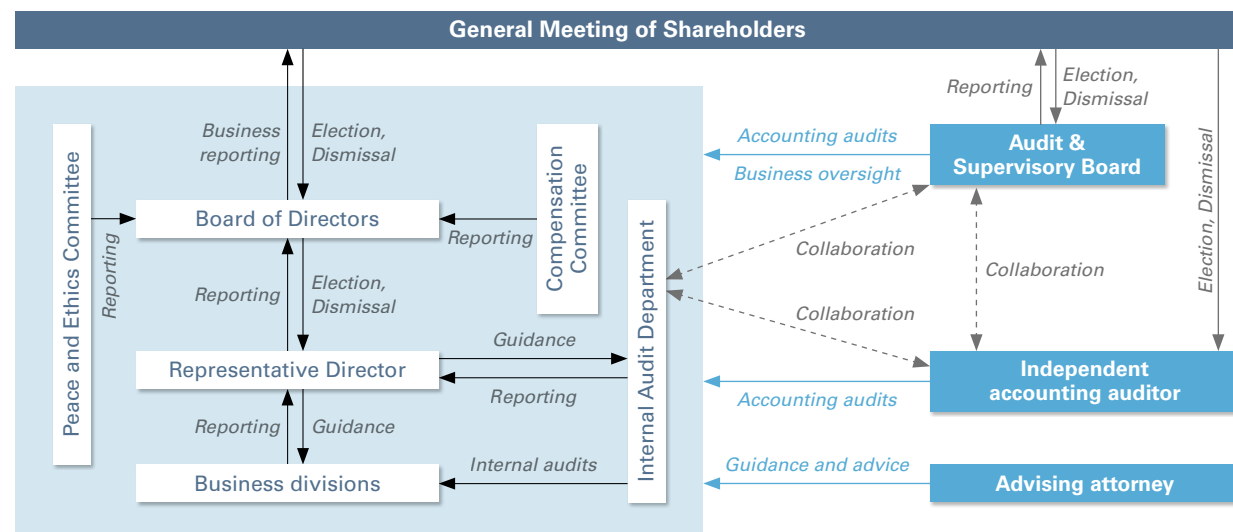 General Meeting of Shareholders
Business
reporting
Election,
Dismissal
Reporting
Election,
Dismissal
Election, Dismissal
Peace and Ethics Committee
Reporting
Board of Directors
Reporting
Compensation
Committee
Internal Audit Department
Accounting audits
Business oversight
Audit &
Supervisory Board
Collaboration
Collaboration
Collaboration
Reporting
Election,
Dismissal
Representative Director
Guidance
Reporting
Accounting audits
Independent
accounting auditor
Reporting
Guidance
Business divisions
Internal audits
Guidance and advice
Advising attorney